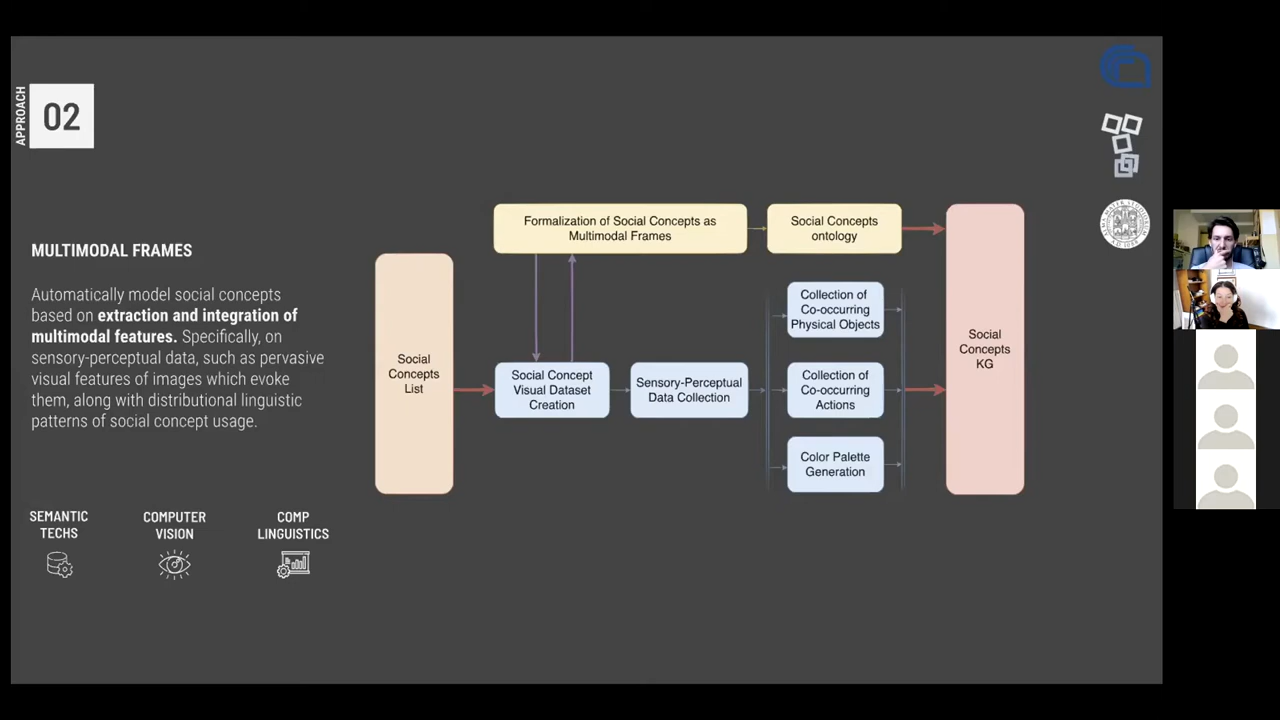 APPROACH
02
MULTIMODAL FRAMES
Automatically model social concepts
based on extraction and integration of
multimodal features. Specifically, on
sensory-perceptual data, such as pervasive
visual features of images which evoke
them, along with distributional linguistic
patterns of social concept usage.
SEMANTIC
TECHS
COMPUTER
VISION
COMP
LINGUISTICS
Social
Concepts
List
Formalization of Social Concepts as
Multimodal Frames
Social Concepts
ontology
Social Concept
Visual Dataset
Creation
Sensory-Perceptual
Data Collection
Collection of
Co-occurring
Physical Objects
Collection of
Co-occurring
Actions
Color Palette
Generation
Social
Concepts
KG